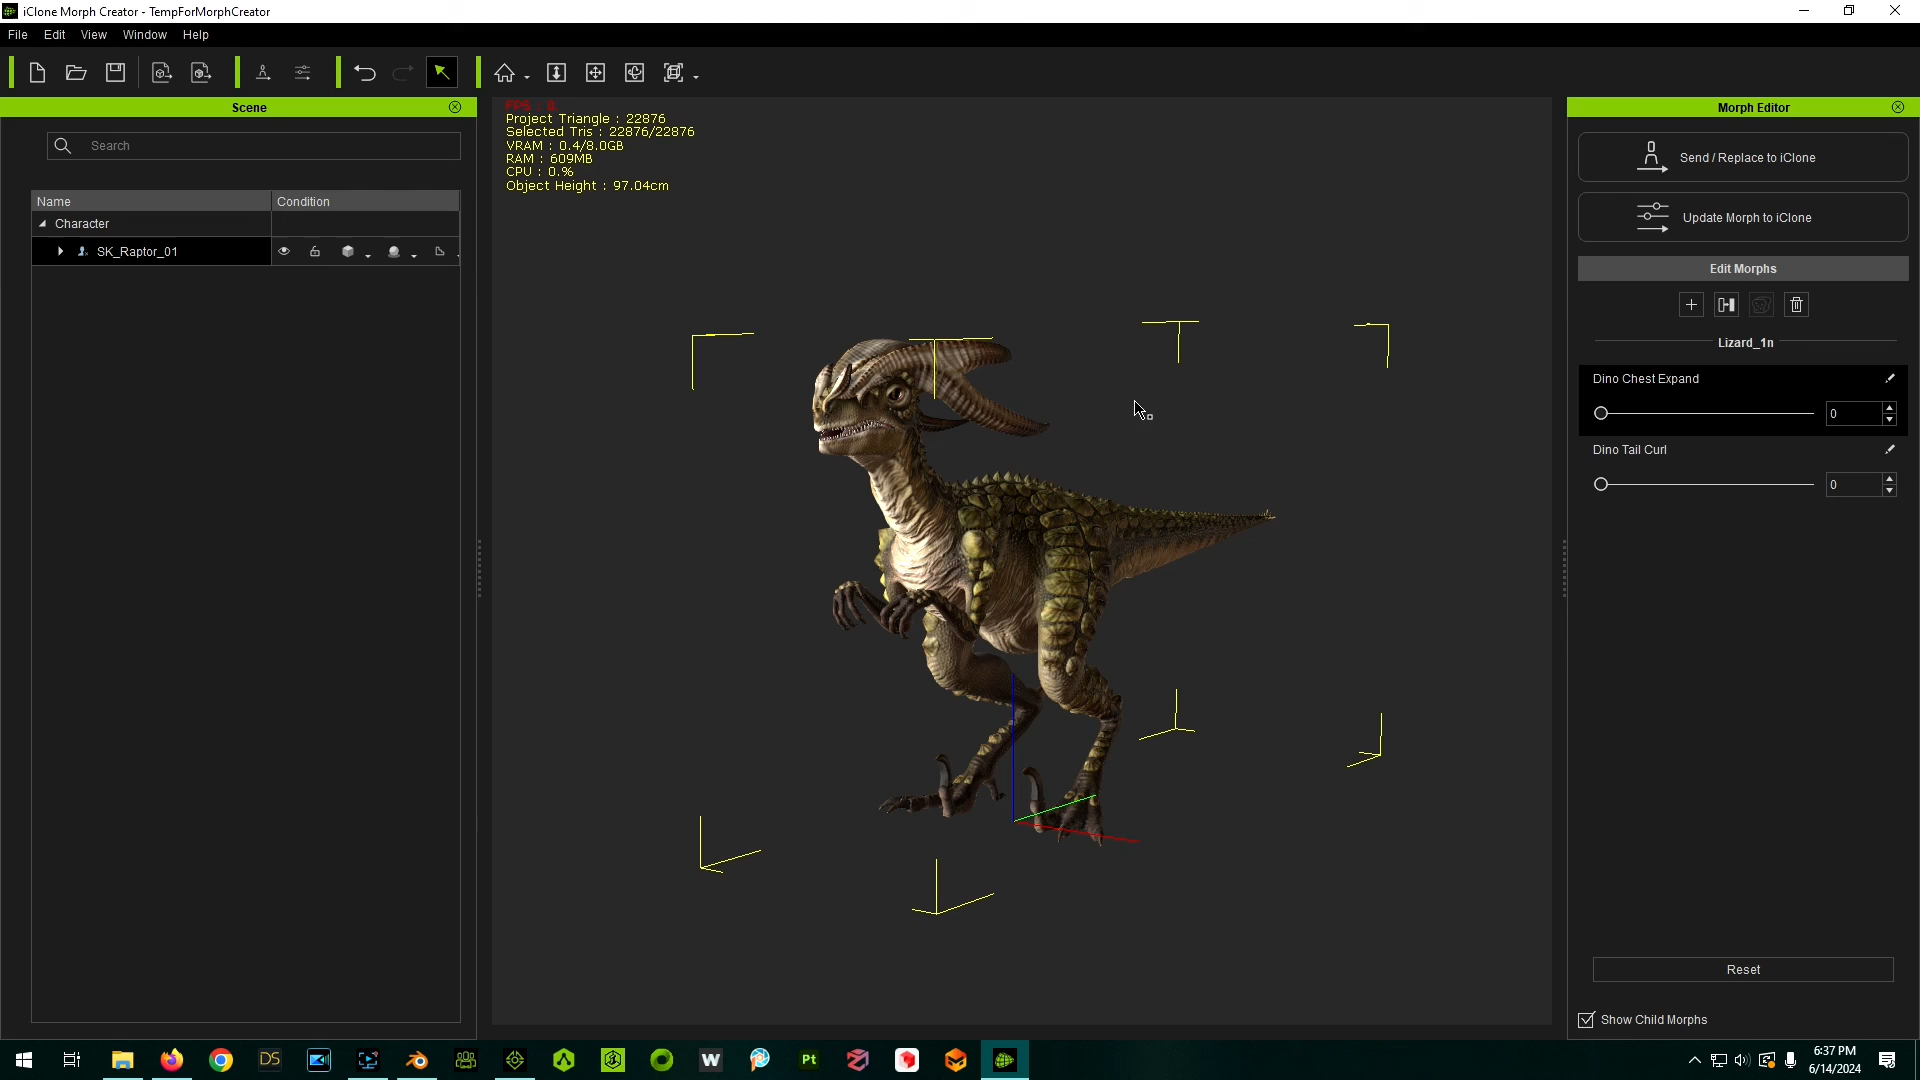 iClone Morph Creator - TempForMorphCreator
File Edit View Window Help
Scene
Search
Name Condition
Character
SK_Raptor_01
FPS : 0.
Project Triangle : 22876
Selected Tris : 22876/22876
VRAM : 0.4/8.0GB
RAM : 609MB
CPU : 0.%
Object Height : 97.04cm
Morph Editor
Send / Replace to iClone
Update Morph to iClone
Edit Morphs
Lizard_1n
Dino Chest Expand
0
Dino Tail Curl
0
Reset
Show Child Morphs
DS
W
Pt
6:37 PM
6/14/2024